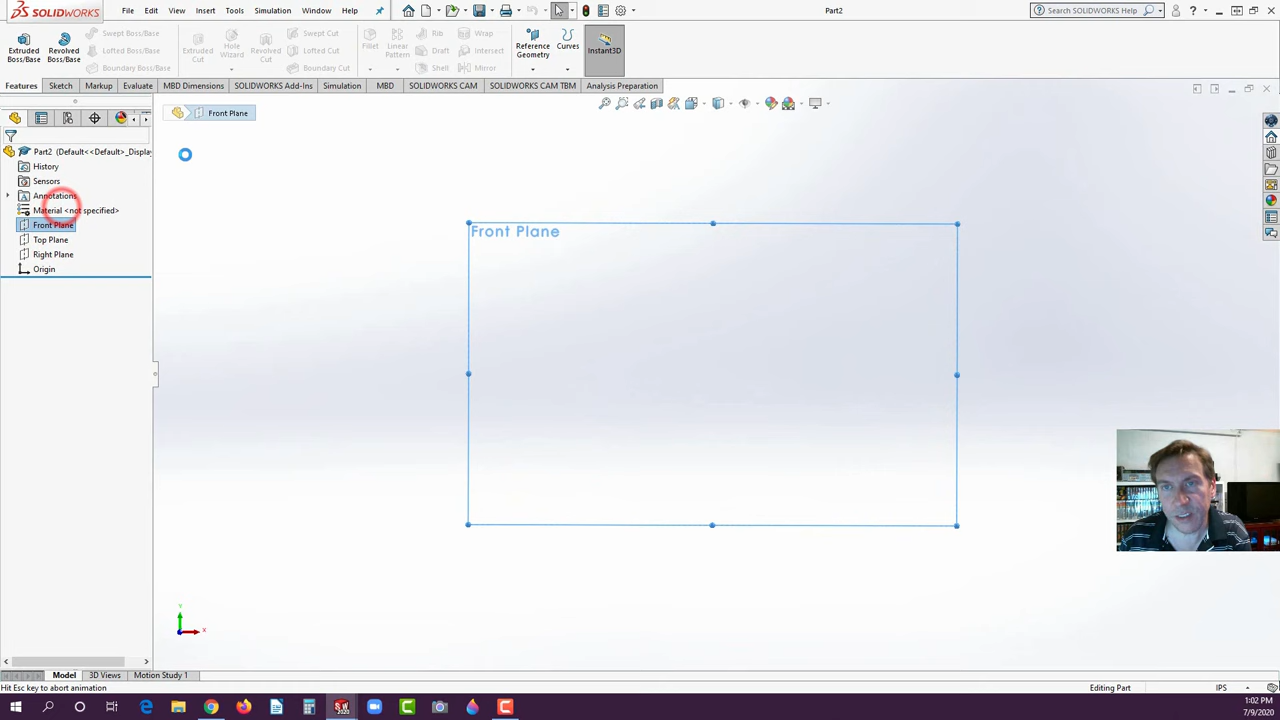 SOLIDWORKS File Edit View Insert Tools Simulation Window Help Part2 Search SOLIDWORKS Help
Extruded Boss/Base
Revolved Boss/Base
Swept Boss/Base
Lofted Boss/Base
Boundary Boss/Base
Extruded Cut
Hole Wizard
Revolved Cut
Swept Cut
Lofted Cut
Boundary Cut
Fillet
Linear Pattern
Rib
Draft
Shell
Wrap
Intersect
Mirror
Reference Geometry
Curves
Instant3D
Features Sketch Markup Evaluate MBD Dimensions SOLIDWORKS Add-Ins Simulation MBD SOLIDWORKS CAM SOLIDWORKS CAM TBM Analysis Preparation
Front Plane
Part2 (Default<<Default>_Displa
History
Sensors
Annotations
Material <not specified>
Front Plane
Top Plane
Right Plane
Origin
Front Plane
Y
X
Model 3D Views Motion Study 1
Hit Esc key to abort animation Editing Part IPS
1:02 PM
7/9/2020